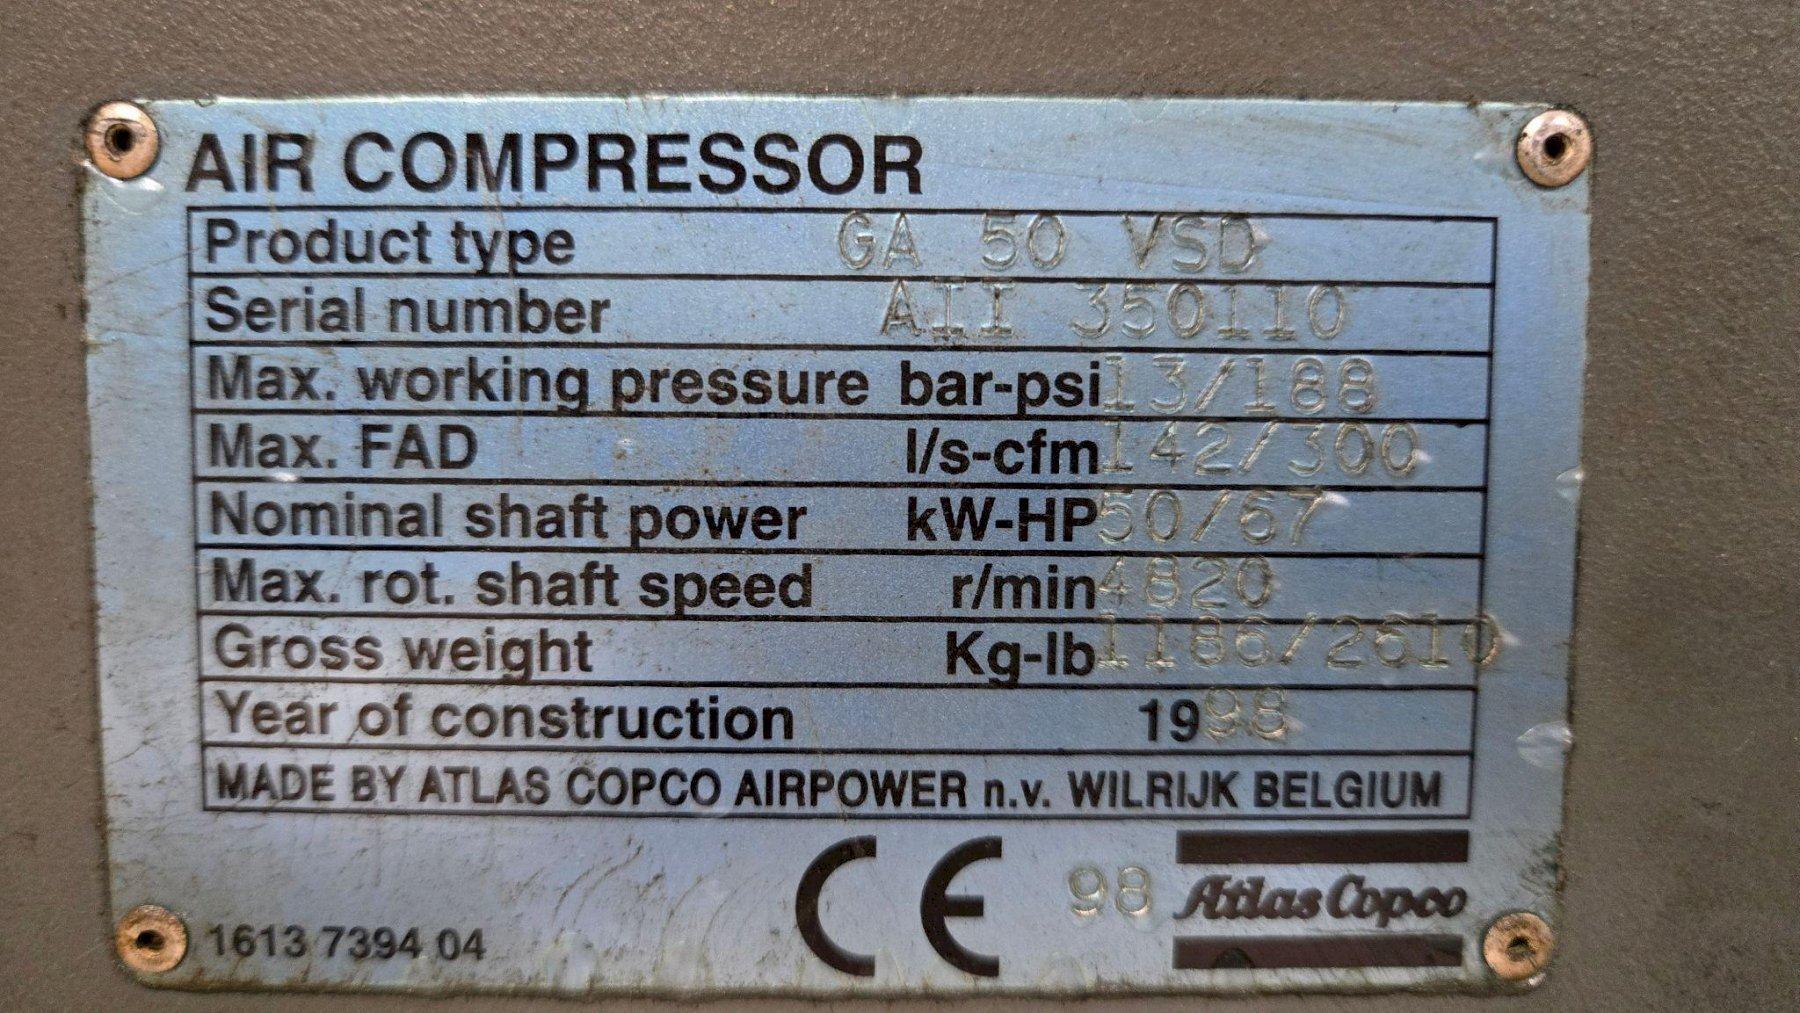 AIR COMPRESSOR
Product type GA 50 VSD
Serial number AII 350110
Max. working pressure bar-psi 13/188
Max. FAD l/s-cfm 142/300
Nominal shaft power kW-HP 50/67
Max. rot. shaft speed r/min 4820
Gross weight Kg-lb 1186/2610
Year of construction 1998
MADE BY ATLAS COPCO AIRPOWER n.v. WILRIJK BELGIUM
CE 98 Atlas Copco
1613 7394 04